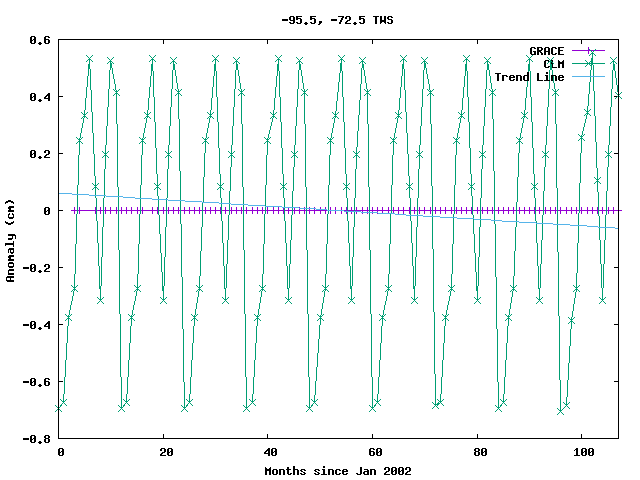 -95.5, -72.5 TWS
GRACE
CLM
Trend Line
0.6
0.4
0.2
0
-0.2
-0.4
-0.6
-0.8
Anomaly (cm)
0 20 40 60 80 100
Months since Jan 2002